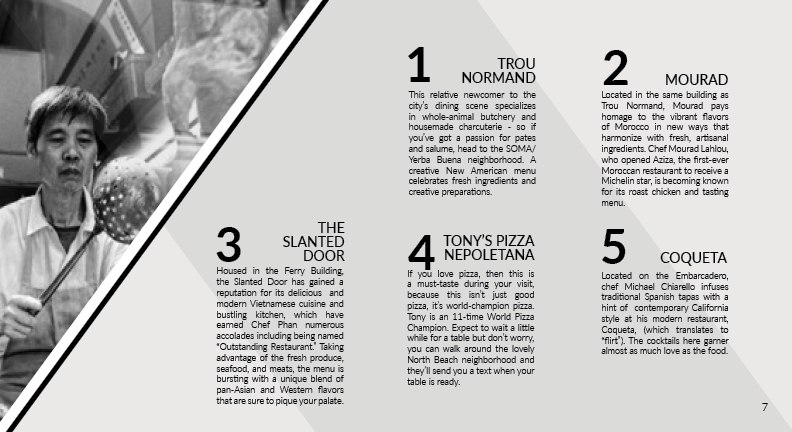 1
TROU
NORMAND
This relative newcomer to the
city's dining scene specializes
in whole-animal butchery and
housemade charcuterie - so if
you've got a passion for pates
and salume, head to the SOMA/
Yerba Buena neighborhood. A
creative New American menu
celebrates fresh ingredients and
creative preparations.
2
MOURAD
Located in the same building as
Trou Normand, Mourad pays
homage to the vibrant flavors
of Morocco in new ways that
harmonize with fresh, artisanal
ingredients. Chef Mourad Lahlou,
who opened Aziza, the first-ever
Moroccan restaurant to receive a
Michelin star, is becoming known
for its roast chicken and tasting
menu.
3
THE
SLANTED
DOOR
Housed in the Ferry Building,
the Slanted Door has gained a
reputation for its delicious and
modern Vietnamese cuisine and
bustling kitchen, which have
earned Chef Phan numerous
accolades including being named
"Outstanding Restaurant." Taking
advantage of the fresh produce,
seafood, and meats, the menu is
bursting with a unique blend of
pan-Asian and Western flavors
that are sure to pique your palate.
4
TONY'S PIZZA
NEPOLETANA
If you love pizza, then this is
a must-taste during your visit,
because this isn't just good
pizza, it's world-champion pizza.
Tony is an 11-time World Pizza
Champion. Expect to wait a little
while for a table but don't worry,
you can walk around the lovely
North Beach neighborhood and
they'll send you a text when your
table is ready.
5
COQUETA
Located on the Embarcadero,
chef Michael Chiarello infuses
traditional Spanish tapas with a
hint of contemporary California
style at his modern restaurant,
Coqueta, (which translates to
"flirt"). The cocktails here garner
almost as much love as the food.
7